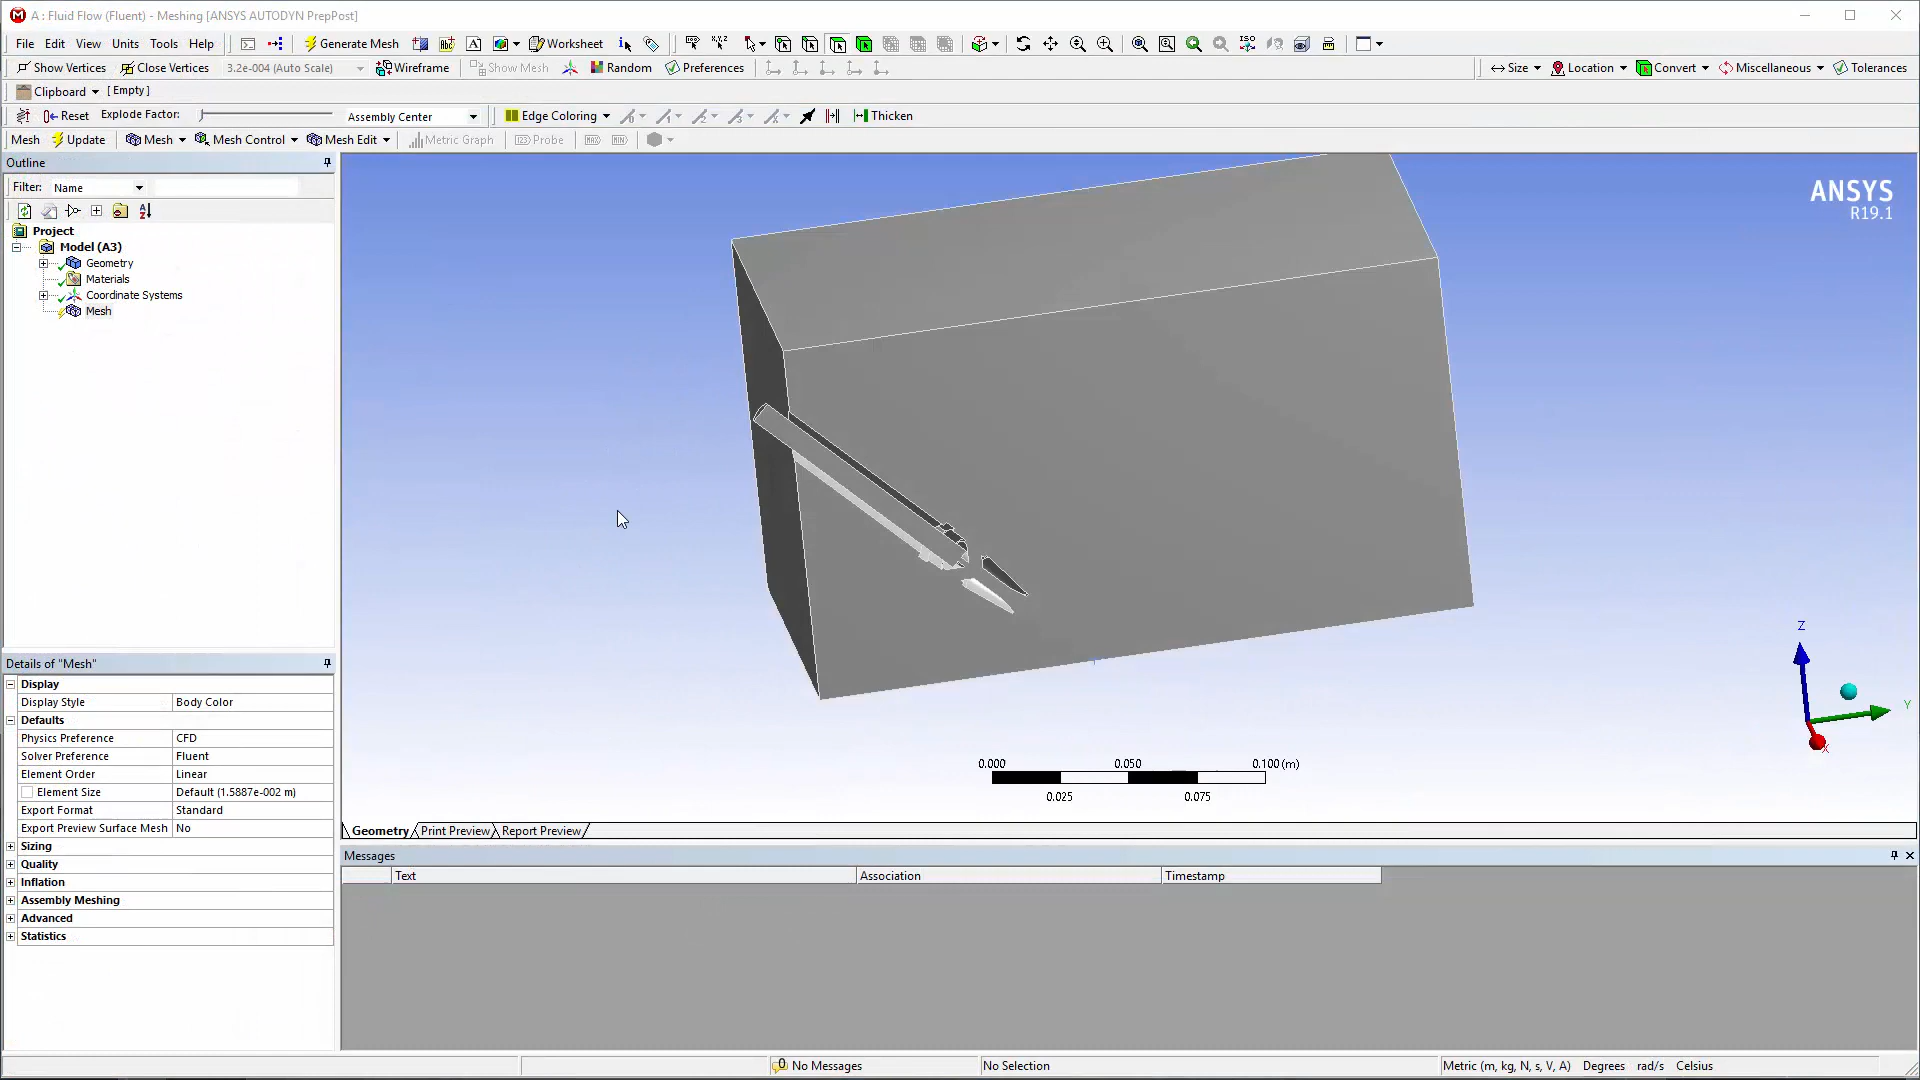 A : Fluid Flow (Fluent) - Meshing [ANSYS AUTODYN PrepPost]
File Edit View Units Tools Help Generate Mesh Worksheet
Show Vertices Close Vertices 3.2e-004 (Auto Scale) Wireframe Show Mesh Random Preferences Size Location Convert Miscellaneous Tolerances
Clipboard [ Empty ]
Reset Explode Factor: Assembly Center Edge Coloring Thicken
Mesh Update Mesh Mesh Control Mesh Edit Metric Graph Probe
Outline
Filter: Name
Project
Model (A3)
Geometry
Materials
Coordinate Systems
Mesh
ANSYS
R19.1
Z
Y
X
0.000 0.050 0.100 (m)
0.025 0.075
Geometry Print Preview Report Preview
Details of "Mesh"
Display
Display Style Body Color
Defaults
Physics Preference CFD
Solver Preference Fluent
Element Order Linear
Element Size Default (1.5887e-002 m)
Export Format Standard
Export Preview Surface Mesh No
Sizing
Quality
Inflation
Assembly Meshing
Advanced
Statistics
Messages
Text Association Timestamp
No Messages No Selection Metric (m, kg, N, s, V, A) Degrees rad/s Celsius